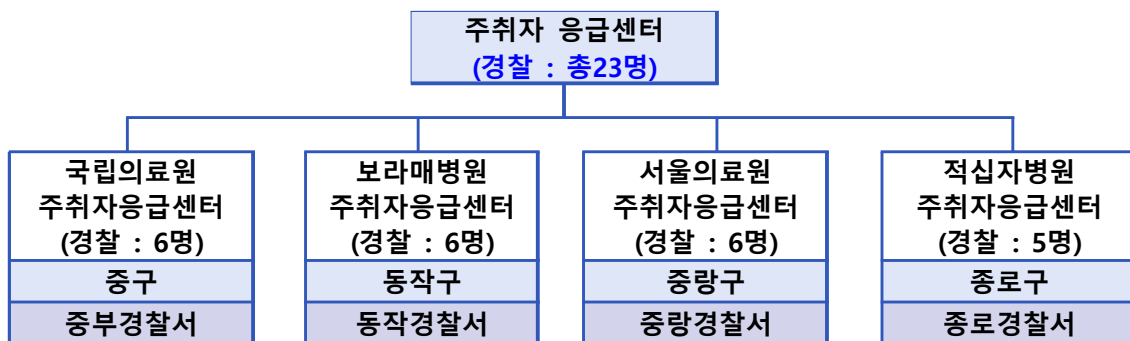 주취자 응급센터
(경찰 : 총23명)
국립의료원
주취자응급센터
(경찰 : 6명)
중구
중부경찰서
보라매병원
주취자응급센터
(경찰 : 6명)
동작구
동작경찰서
서울의료원
주취자응급센터
(경찰 : 6명)
중랑구
중랑경찰서
적십자병원
주취자응급센터
(경찰 : 5명)
종로구
종로경찰서